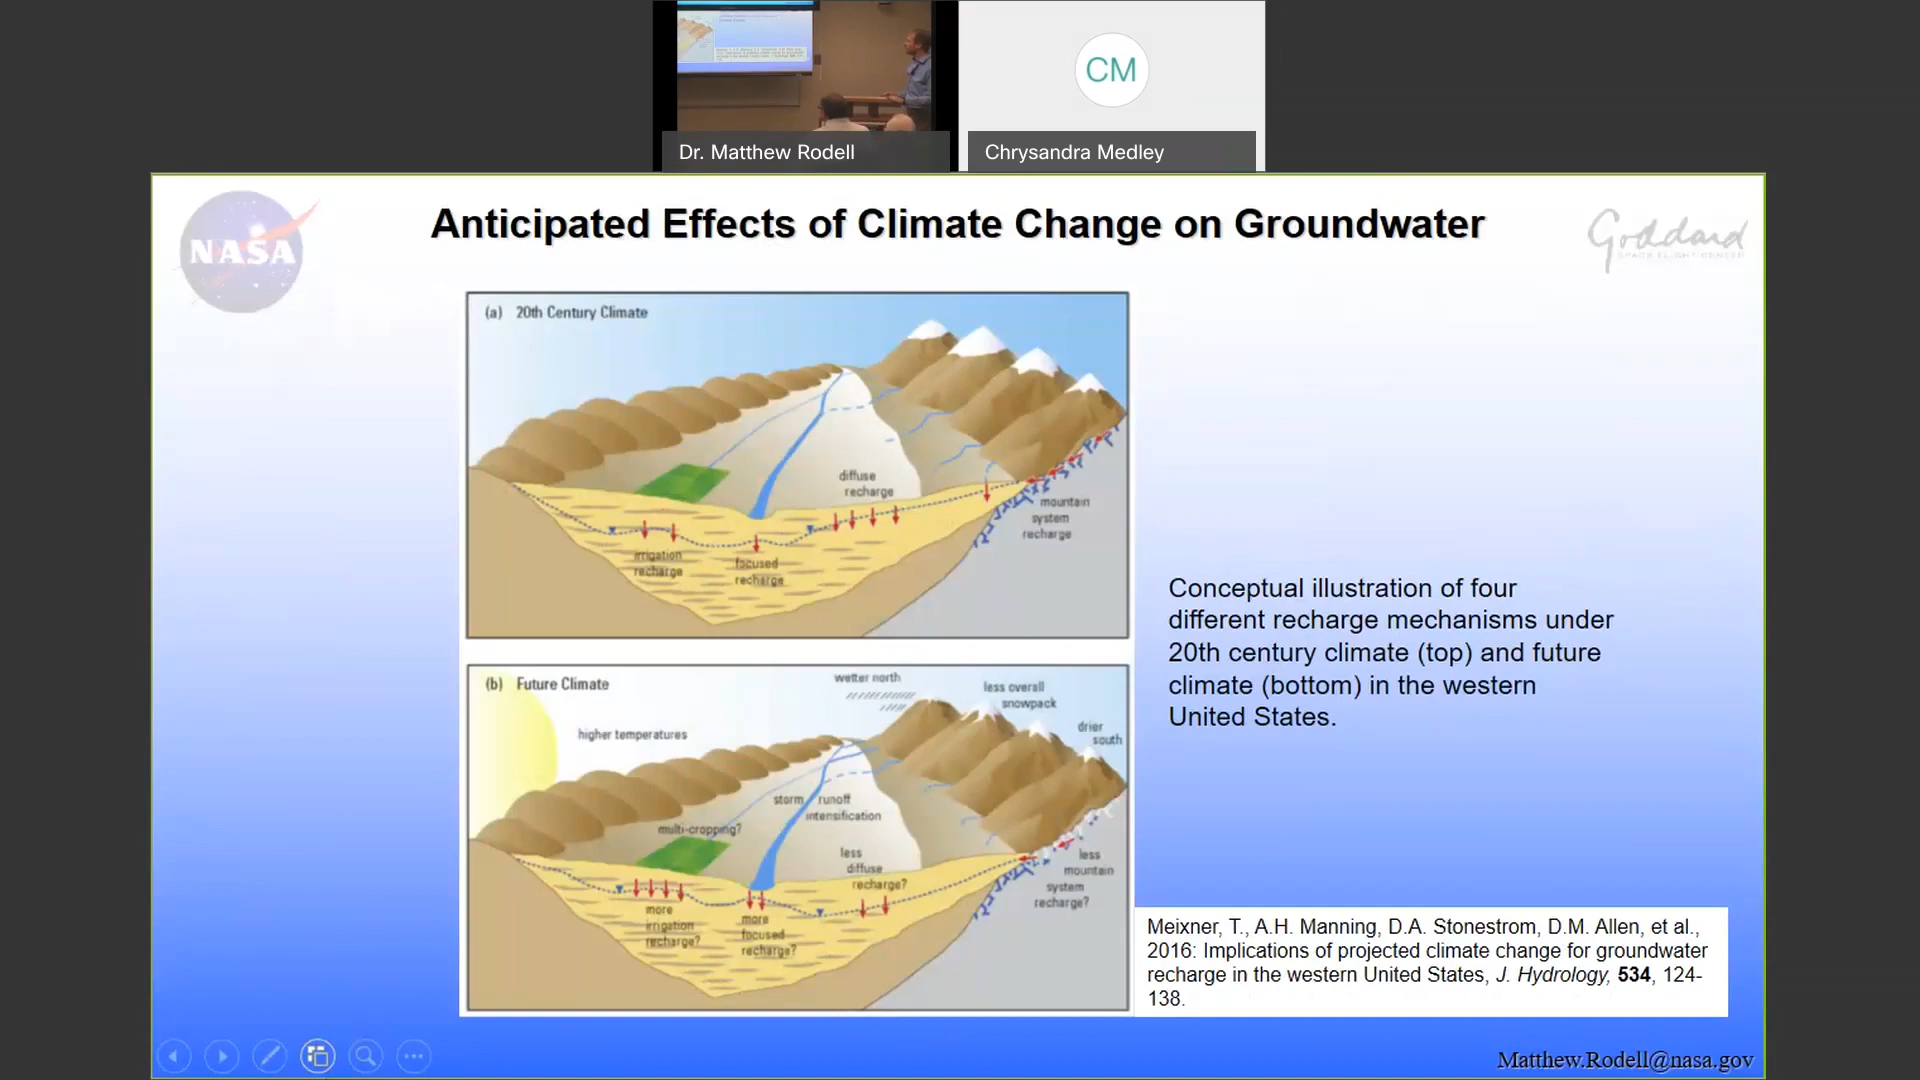 CM
Dr. Matthew Rodell
Chrysandra Medley
NASA
Anticipated Effects of Climate Change on Groundwater
Goddard
SPACE FLIGHT CENTER
(a) 20th Century Climate
diffuse
recharge
mountain
system
recharge
irrigation
recharge
focused
recharge
Conceptual illustration of four
different recharge mechanisms under
20th century climate (top) and future
climate (bottom) in the western
United States.
(b) Future Climate
wetter north
less overall
snowpack
drier
south
higher temperatures
storm runoff
intensification
multi-cropping?
less
diffuse
recharge?
less
mountain
system
recharge?
more
irrigation
recharge?
more
focused
recharge?
Meixner, T., A.H. Manning, D.A. Stonestrom, D.M. Allen, et al.,
2016: Implications of projected climate change for groundwater
recharge in the western United States, J. Hydrology, 534, 124-
138.
Matthew.Rodell@nasa.gov